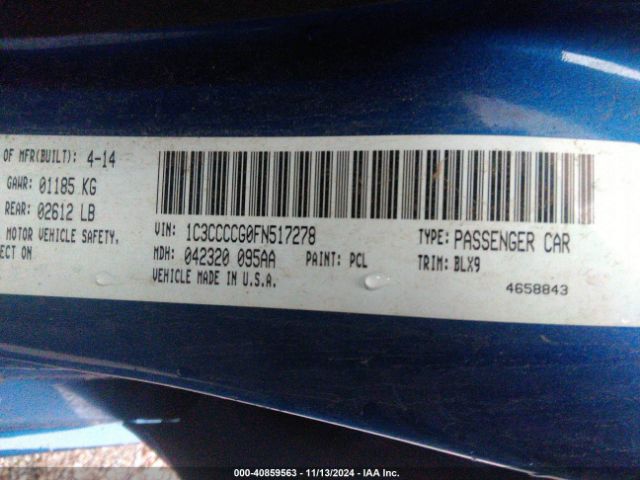 OF MFR(BUILT): 4-14
GAWR: 01185 KG
REAR: 02612 LB
MOTOR VEHICLE SAFETY,
ECT ON
VIN: 1C3CCCCG0FN517278
TYPE: PASSENGER CAR
MDH: 042320 095AA
PAINT: PCL
TRIM: BLX9
VEHICLE MADE IN U.S.A.
4658843
000-40859563 - 11/13/2024 - IAA Inc.